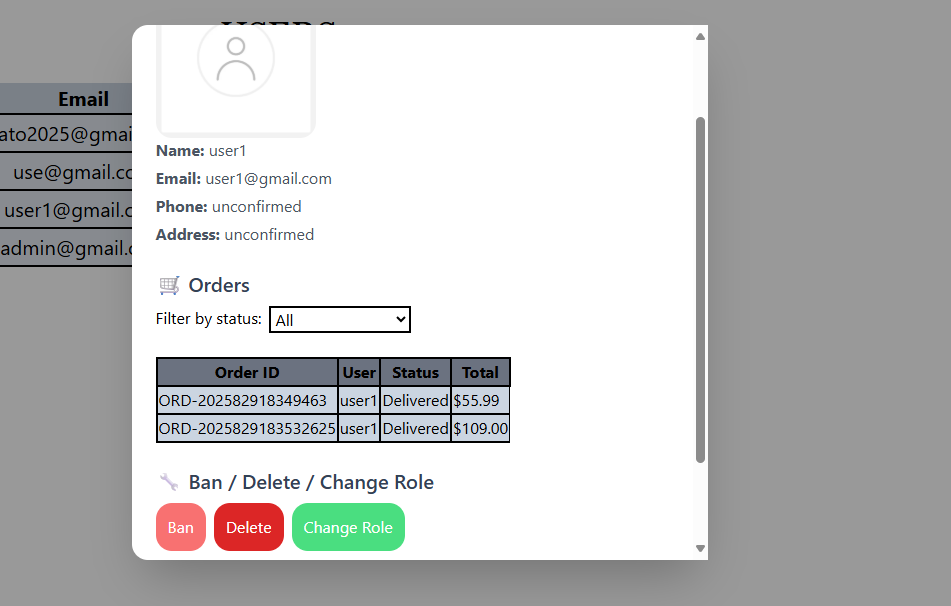 Email
ato2025@gmai
use@gmail.co
user1@gmail.c
admin@gmail.
Name: user1
Email: user1@gmail.com
Phone: unconfirmed
Address: unconfirmed
🛒 Orders
Filter by status: All
Order ID User Status Total
ORD-202582918349463 user1 Delivered $55.99
ORD-2025829183532625 user1 Delivered $109.00
🔧 Ban / Delete / Change Role
Ban Delete Change Role